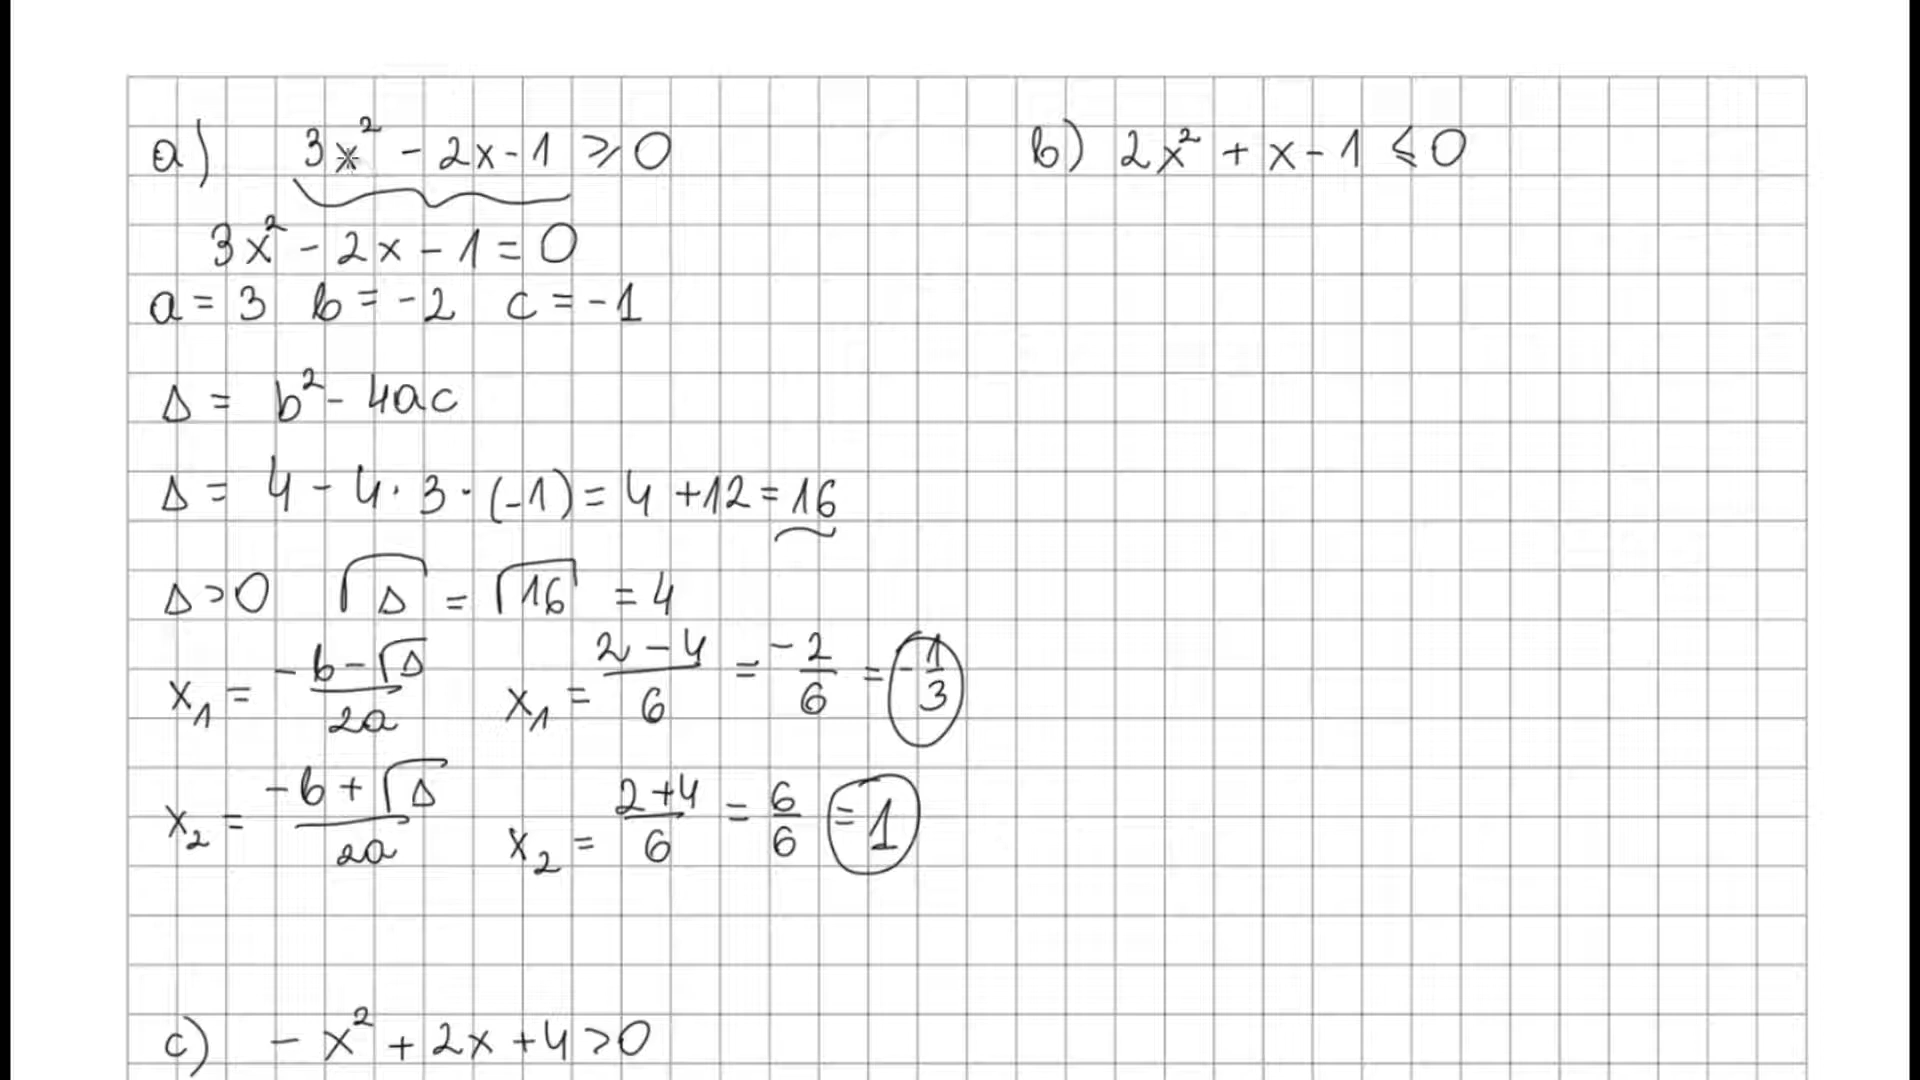 a) 3x² - 2x - 1 ⩾ 0
3x² - 2x - 1 = 0
a = 3 b = -2 c = -1
Δ = b² - 4ac
Δ = 4 - 4 · 3 · (-1) = 4 + 12 = 16
Δ > 0 √Δ = √16 = 4
x₁ = (-b - √Δ)/2a x₁ = (2 - 4)/6 = -2/6 = -1/3
x₂ = (-b + √Δ)/2a x₂ = (2 + 4)/6 = 6/6 = 1
b) 2x² + x - 1 ⩽ 0
c) - x² + 2x + 4 > 0